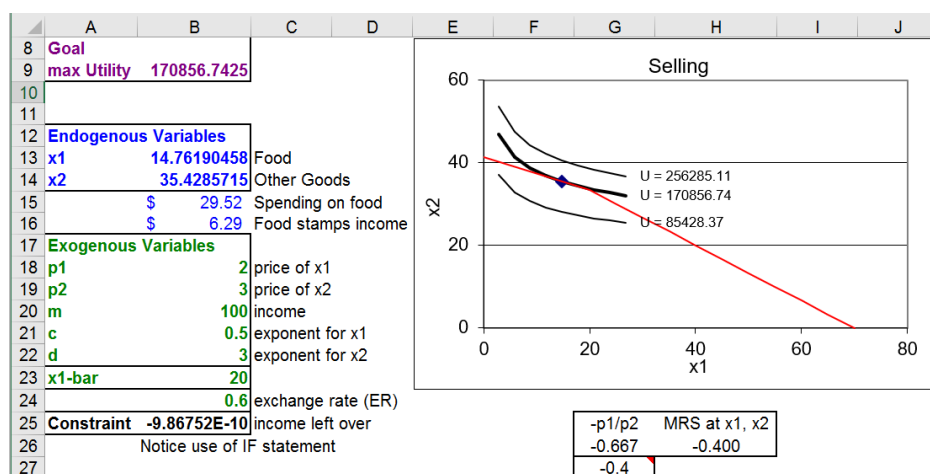 A B C D E F G H I J
8 Goal
9 max Utility 170856.7425
10
11
12 Endogenous Variables
13 x1 14.76190458 Food
14 x2 35.4285715 Other Goods
15 $ 29.52 Spending on food
16 $ 6.29 Food stamps income
17 Exogenous Variables
18 p1 2 price of x1
19 p2 3 price of x2
20 m 100 income
21 c 0.5 exponent for x1
22 d 3 exponent for x2
23 x1-bar 20
24 0.6 exchange rate (ER)
25 Constraint -9.86752E-10 income left over
26 Notice use of IF statement
27
Selling
60
40
20
0
x2
U = 256285.11
U = 170856.74
U = 85428.37
0 20 40 60 80
x1
-p1/p2 MRS at x1, x2
-0.667 -0.400
-0.4